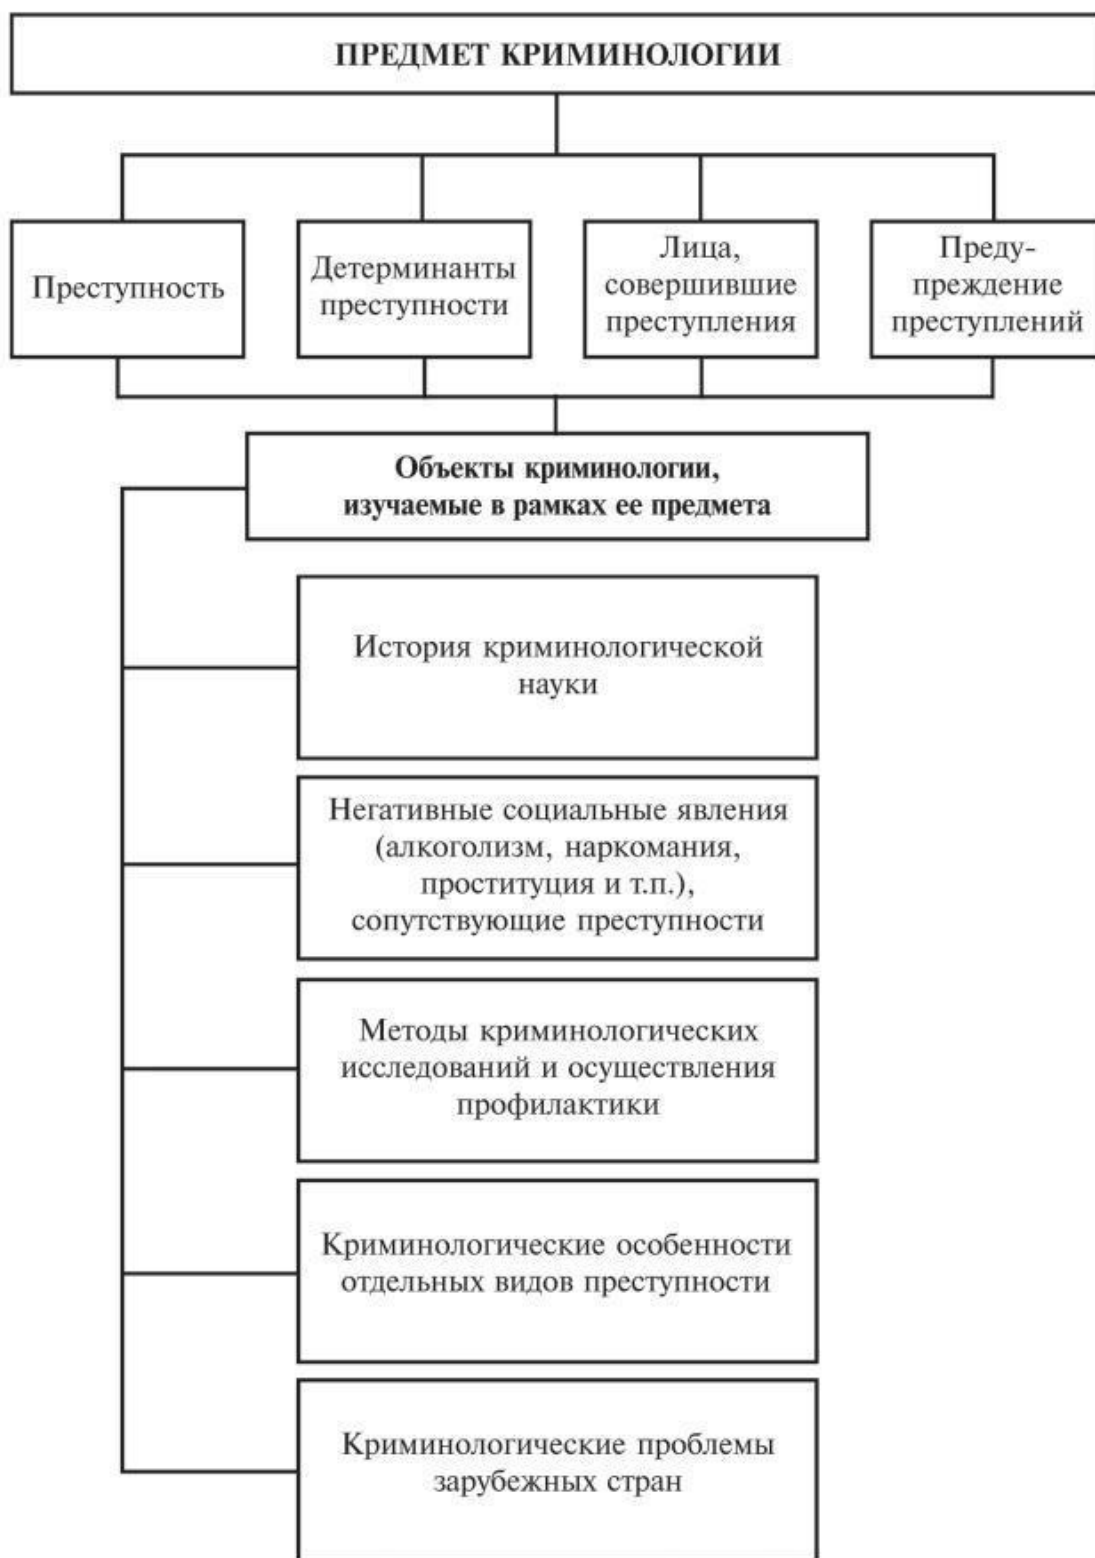 ПРЕДМЕТ КРИМИНОЛОГИИ
Преступность
Детерминанты
преступности
Лица,
совершившие
преступления
Преду-
преждение
преступлений
Объекты криминологии,
изучаемые в рамках ее предмета
История криминологической
науки
Негативные социальные явления
(алкоголизм, наркомания,
проституция и т.п.),
сопутствующие преступности
Методы криминологических
исследований и осуществления
профилактики
Криминологические особенности
отдельных видов преступности
Криминологические проблемы
зарубежных стран